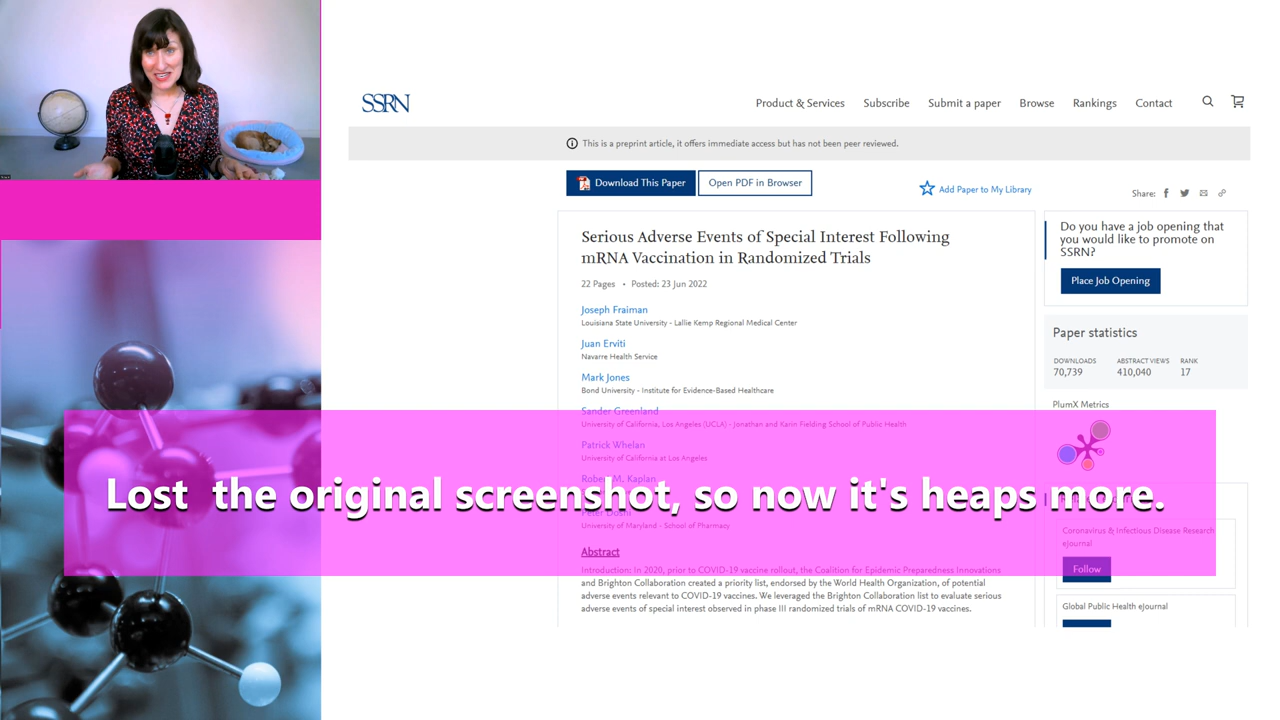 SSRN
Product & Services Subscribe Submit a paper Browse Rankings Contact
This is a preprint article, it offers immediate access but has not been peer reviewed.
Download This Paper
Open PDF in Browser
Add Paper to My Library
Share:
Serious Adverse Events of Special Interest Following
mRNA Vaccination in Randomized Trials
22 Pages • Posted: 23 Jun 2022
Joseph Fraiman
Louisiana State University - Lallie Kemp Regional Medical Center
Juan Erviti
Navarre Health Service
Mark Jones
Bond University - Institute for Evidence-Based Healthcare
Sander Greenland
University of California, Los Angeles (UCLA) - Jonathan and Karin Fielding School of Public Health
Patrick Whelan
University of California at Los Angeles
Robert M. Kaplan
Peter Doshi
University of Maryland - School of Pharmacy
Abstract
Introduction: In 2020, prior to COVID-19 vaccine rollout, the Coalition for Epidemic Preparedness Innovations
and Brighton Collaboration created a priority list, endorsed by the World Health Organization, of potential
adverse events relevant to COVID-19 vaccines. We leveraged the Brighton Collaboration list to evaluate serious
adverse events of special interest observed in phase III randomized trials of mRNA COVID-19 vaccines.
Do you have a job opening that
you would like to promote on
SSRN?
Place Job Opening
Paper statistics
DOWNLOADS ABSTRACT VIEWS RANK
70,739 410,040 17
PlumX Metrics
Coronavirus & Infectious Disease Research
eJournal
Follow
Global Public Health eJournal
Lost the original screenshot, so now it's heaps more.